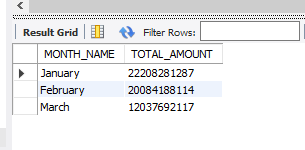 Result Grid Filter Rows:
MONTH_NAME TOTAL_AMOUNT
January 22208281287
February 20084188114
March 12037692117